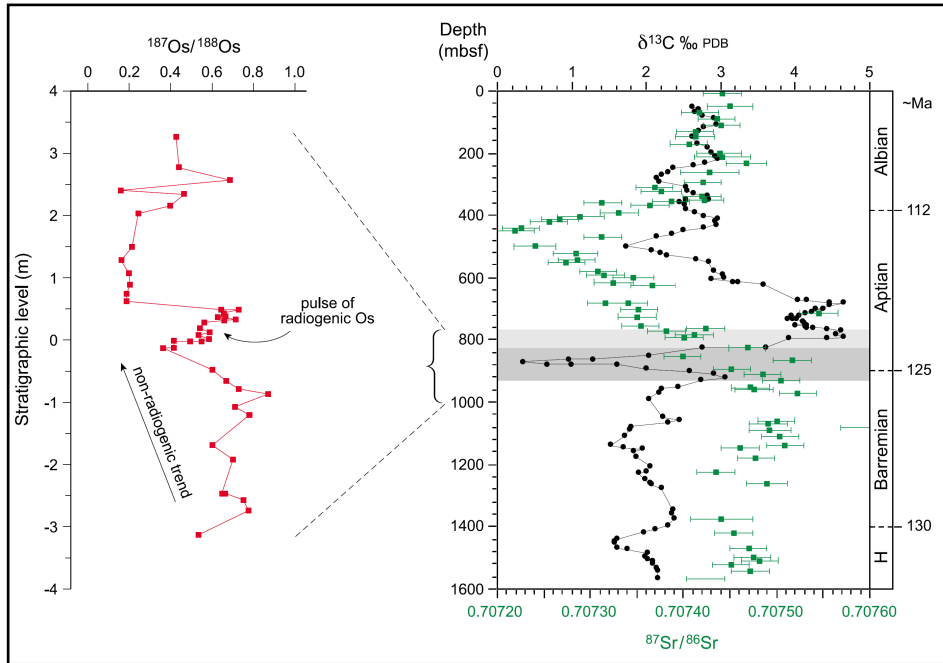 187Os/188Os
0 0.2 0.4 0.6 0.8 1.0
Stratigraphic level (m)
4
3
2
1
0
-1
-2
-3
-4
pulse of
radiogenic Os
non-radiogenic trend
Depth
(mbsf)
δ13C ‰ PDB
0 1 2 3 4 5
0
200
400
600
800
1000
1200
1400
1600
~Ma
Albian
112
Aptian
125
Barremian
130
H
0.70720 0.70730 0.70740 0.70750 0.70760
87Sr/86Sr